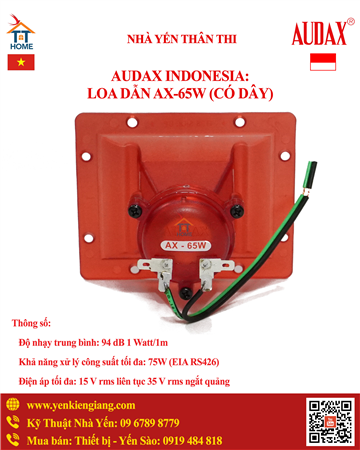 TT
HOME
NHÀ YẾN THÂN THI
AUDAX®
AUDAX INDONESIA:
LOA DẪN AX-65W (CÓ DÂY)
AX - 65W
Thông số:
Độ nhạy trung bình: 94 dB 1 Watt/1m
Khả năng xử lý công suất tối đa: 75W (EIA RS426)
Điện áp tối đa: 15 V rms liên tục 35 V rms ngắt quảng
www.yenkiengiang.com
Kỹ Thuật Nhà Yến: 09 6789 8779
Mua bán: Thiết bị - Yến Sào: 0919 484 818